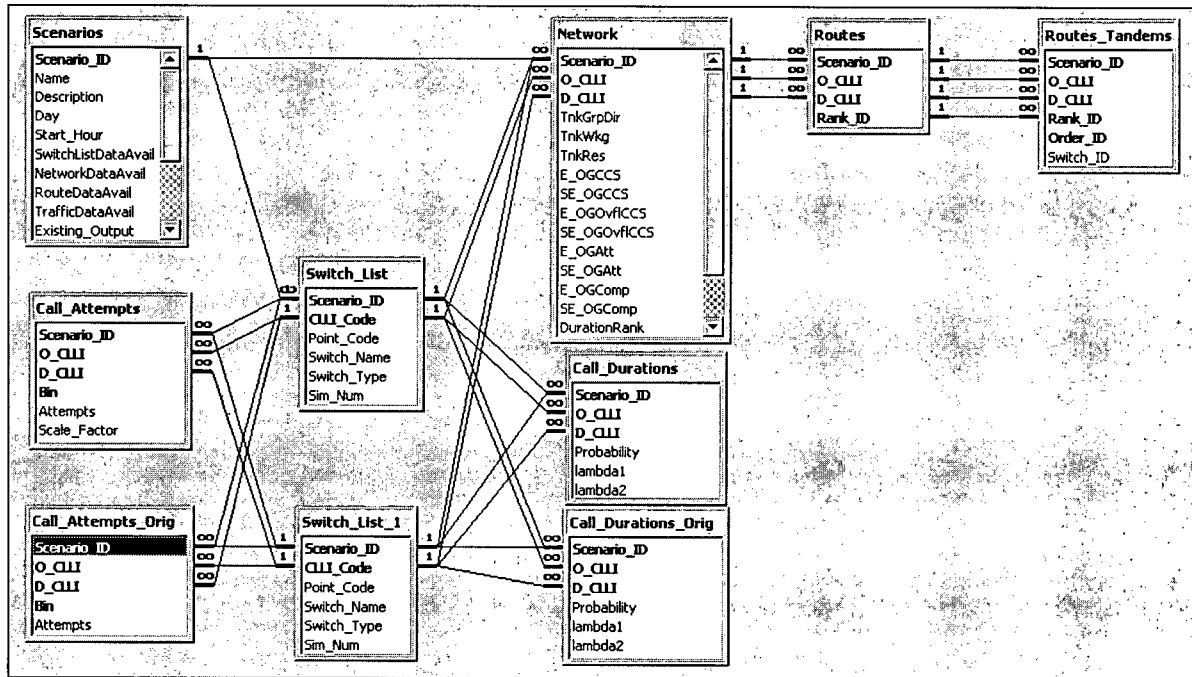 Scenarios
Scenario_ID
Name
Description
Day
Start_Hour
SwitchListDataAvail
NetworkDataAvail
RouteDataAvail
TrafficDataAvail
Existing_Output
Call_Attempts
Scenario_ID
O_CLLI
D_CLLI
Bin
Attempts
Scale_Factor
Call_Attempts_Orig
Scenario_ID
O_CLLI
D_CLLI
Bin
Attempts
Switch_List
Scenario_ID
CLLI_Code
Point_Code
Switch_Name
Switch_Type
Sim_Num
Switch_List_1
Scenario_ID
CLLI_Code
Point_Code
Switch_Name
Switch_Type
Sim_Num
Network
Scenario_ID
O_CLLI
D_CLLI
TnkGrpDir
TnkWkg
TnkRes
E_OGCCS
SE_OGCCS
E_OGOvflCCS
SE_OGOvflCCS
E_OGAtt
SE_OGAtt
E_OGComp
SE_OGComp
DurationRank
Call_Durations
Scenario_ID
O_CLLI
D_CLLI
Probability
lambda1
lambda2
Call_Durations_Orig
Scenario_ID
O_CLLI
D_CLLI
Probability
lambda1
lambda2
Routes
Scenario_ID
O_CLLI
D_CLLI
Rank_ID
Routes_Tandems
Scenario_ID
O_CLLI
D_CLLI
Rank_ID
Order_ID
Switch_ID